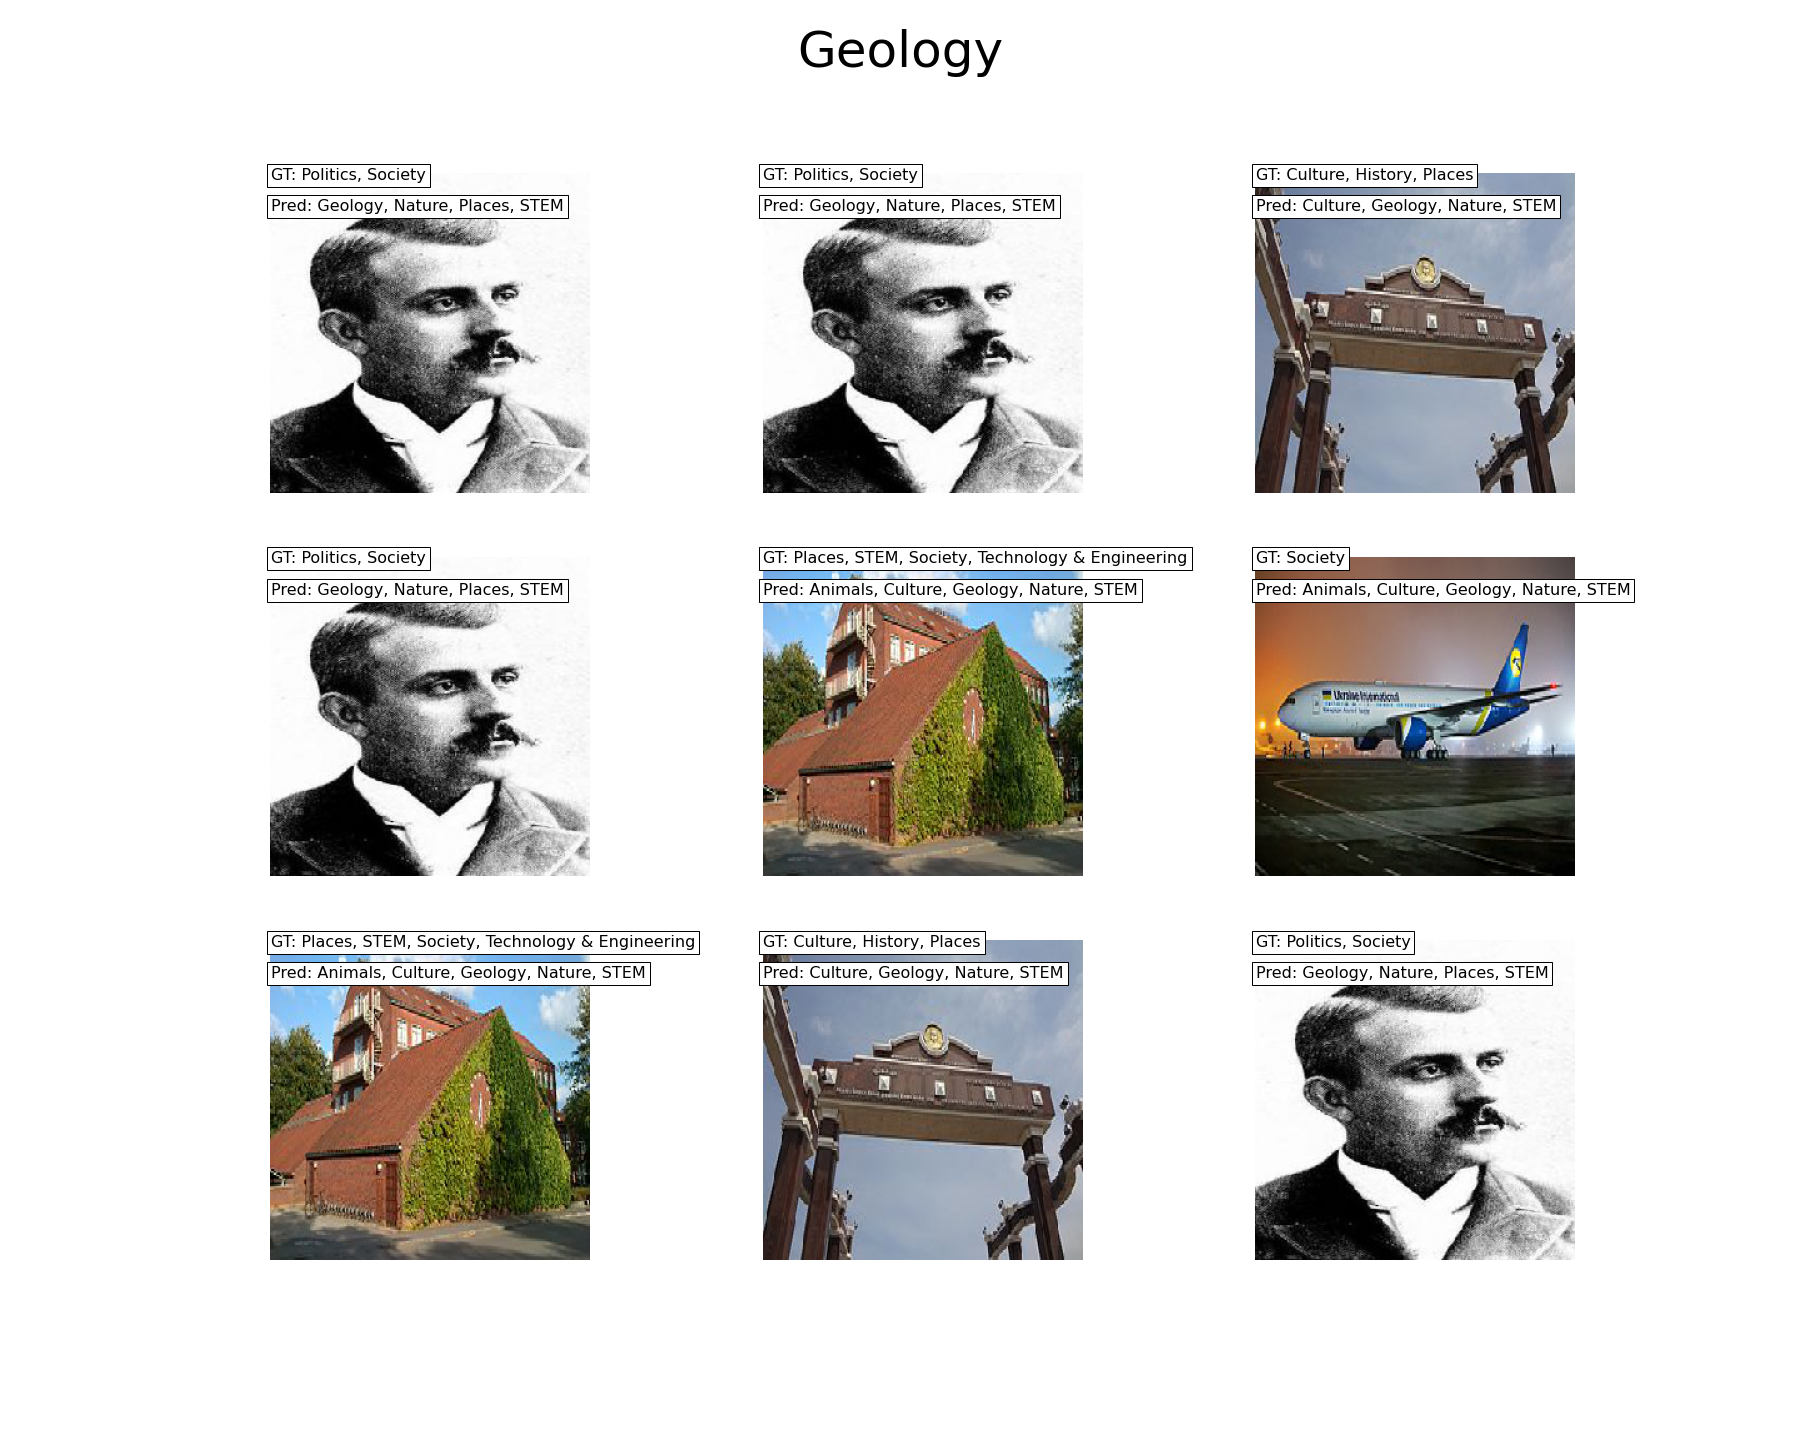 Geology
GT: Politics, Society
Pred: Geology, Nature, Places, STEM
GT: Politics, Society
Pred: Geology, Nature, Places, STEM
GT: Culture, History, Places
Pred: Culture, Geology, Nature, STEM
GT: Politics, Society
Pred: Geology, Nature, Places, STEM
GT: Places, STEM, Society, Technology & Engineering
Pred: Animals, Culture, Geology, Nature, STEM
GT: Society
Pred: Animals, Culture, Geology, Nature, STEM
Ukraine International
GT: Places, STEM, Society, Technology & Engineering
Pred: Animals, Culture, Geology, Nature, STEM
GT: Culture, History, Places
Pred: Culture, Geology, Nature, STEM
GT: Politics, Society
Pred: Geology, Nature, Places, STEM